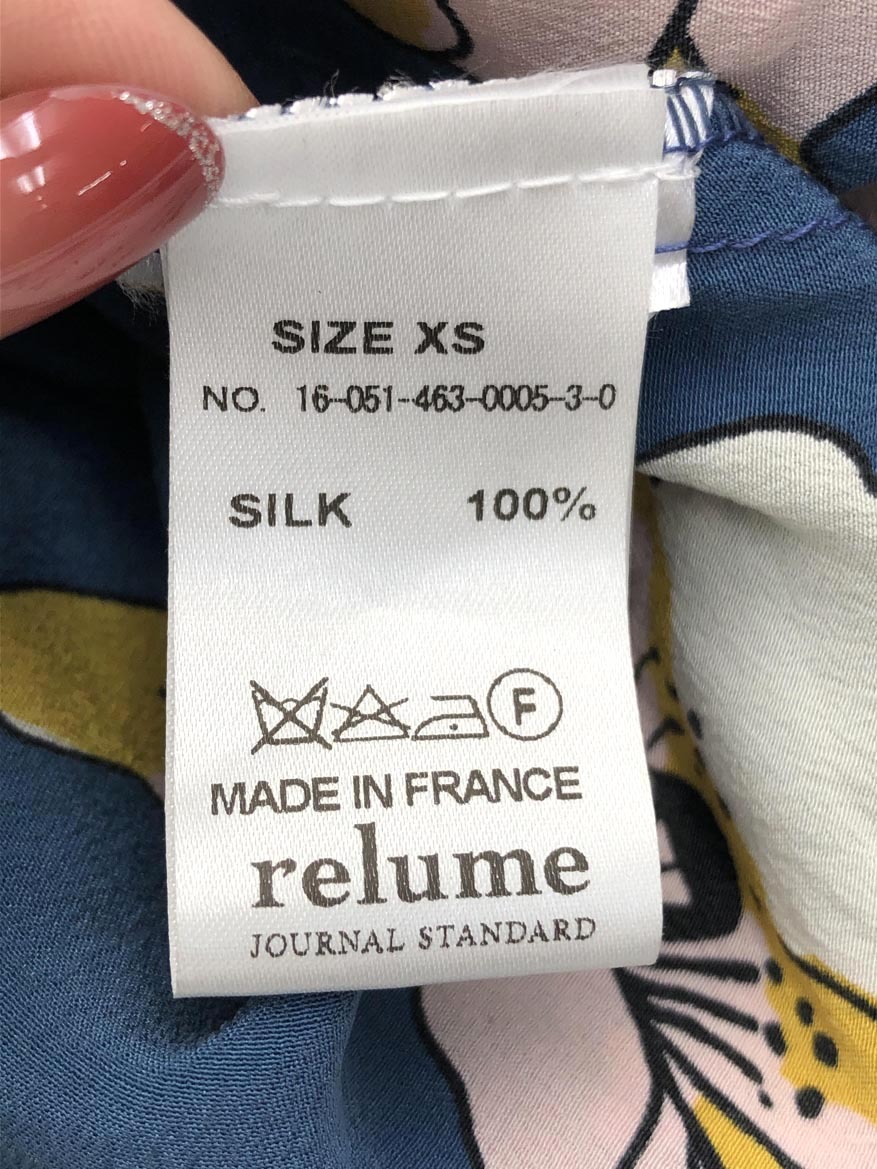 SIZE XS
NO. 16-051-463-0005-3-0
SILK 100%
F
MADE IN FRANCE
relume
JOURNAL STANDARD